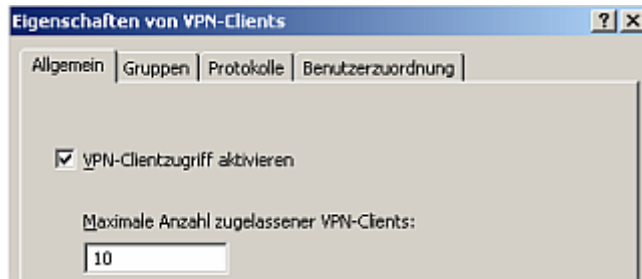 Eigenschaften von VPN-Clients
Allgemein Gruppen Protokolle Benutzerzuordnung
VPN-Clientzugriff aktivieren
Maximale Anzahl zugelassener VPN-Clients:
10